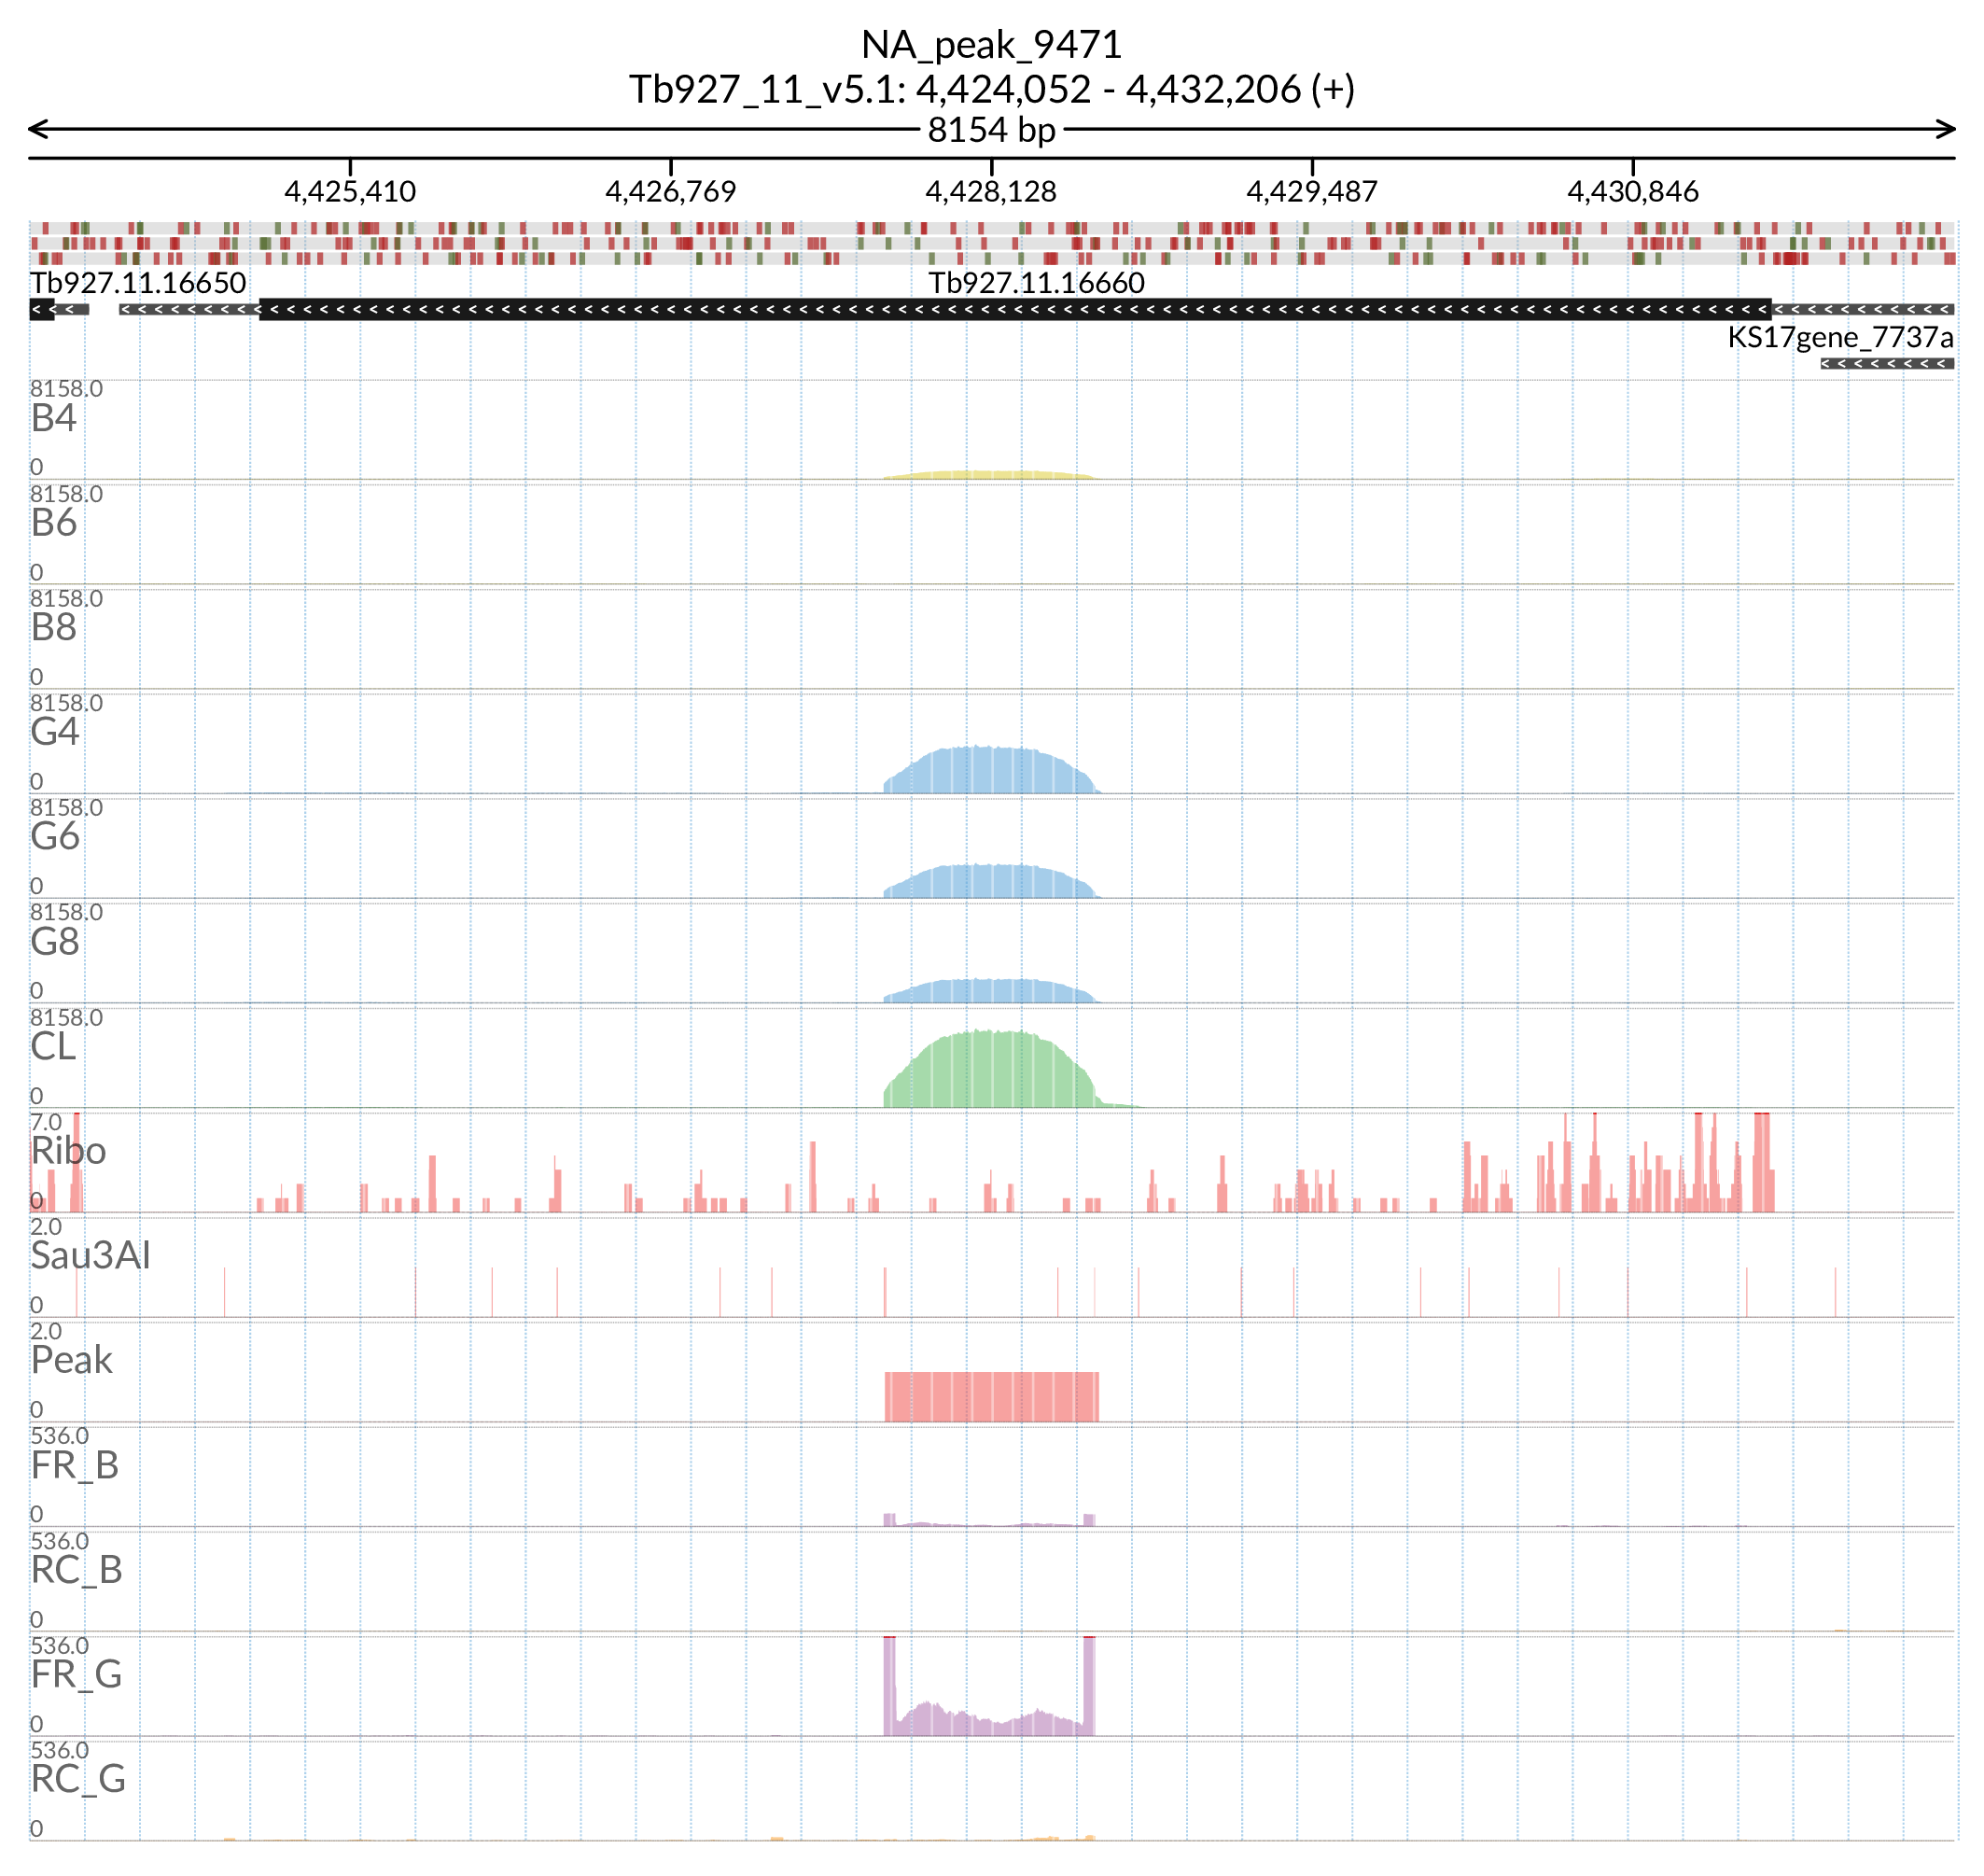 NA_peak_9471
Tb927_11_v5.1: 4,424,052 - 4,432,206 (+)
8154 bp
4,425,410 4,426,769 4,428,128 4,429,487 4,430,846
Tb927.11.16650 Tb927.11.16660
KS17gene_7737a
8158.0
B4
0
8158.0
B6
0
8158.0
B8
0
8158.0
G4
0
8158.0
G6
0
8158.0
G8
0
8158.0
CL
0
7.0
Ribo
0
2.0
Sau3AI
0
2.0
Peak
0
536.0
FR_B
0
536.0
RC_B
0
536.0
FR_G
0
536.0
RC_G
0